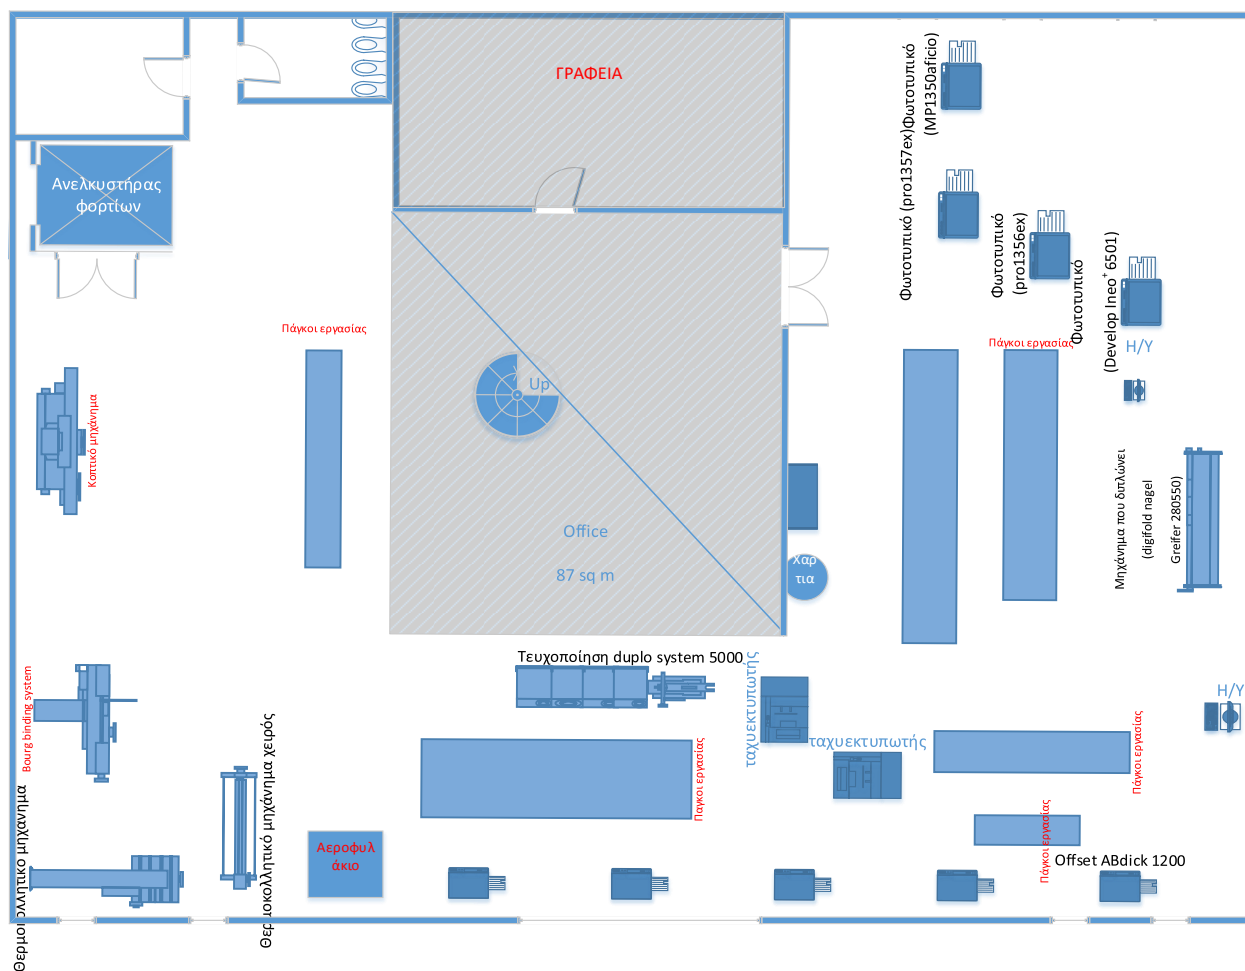 ΓΡΑΦΕΙΑ
Φωτοτυπικό
(MP1350aficio)
Ανελκυστήρας
φορτίων
Φωτοτυπικό (pro1357ex)
Φωτοτυπικό
(pro1356ex)
Φωτοτυπικό
(Develop Ineo+ 6501)
Πάγκοι εργασίας
Πάγκοι εργασίας
Η/Υ
Up
Κοπτικό μηχάνημα
Office
87 sq m
Χαρ
τια
Μηχάνημα που διπλώνει
(digifold nagel
Greifer 280550)
Τευχοποίηση duplo system 5000
ταχυεκτυπωτής
ταχυεκτυπωτής
Η/Υ
Bourg binding system
Πάγκοι εργασίας
Πάγκοι εργασίας
Θερμοκολλητικό μηχάνημα
Θερμοκολλητικό μηχάνημα χειρός
Αεροφυλ
άκιο
Πάγκοι εργασίας
Offset ABdick 1200